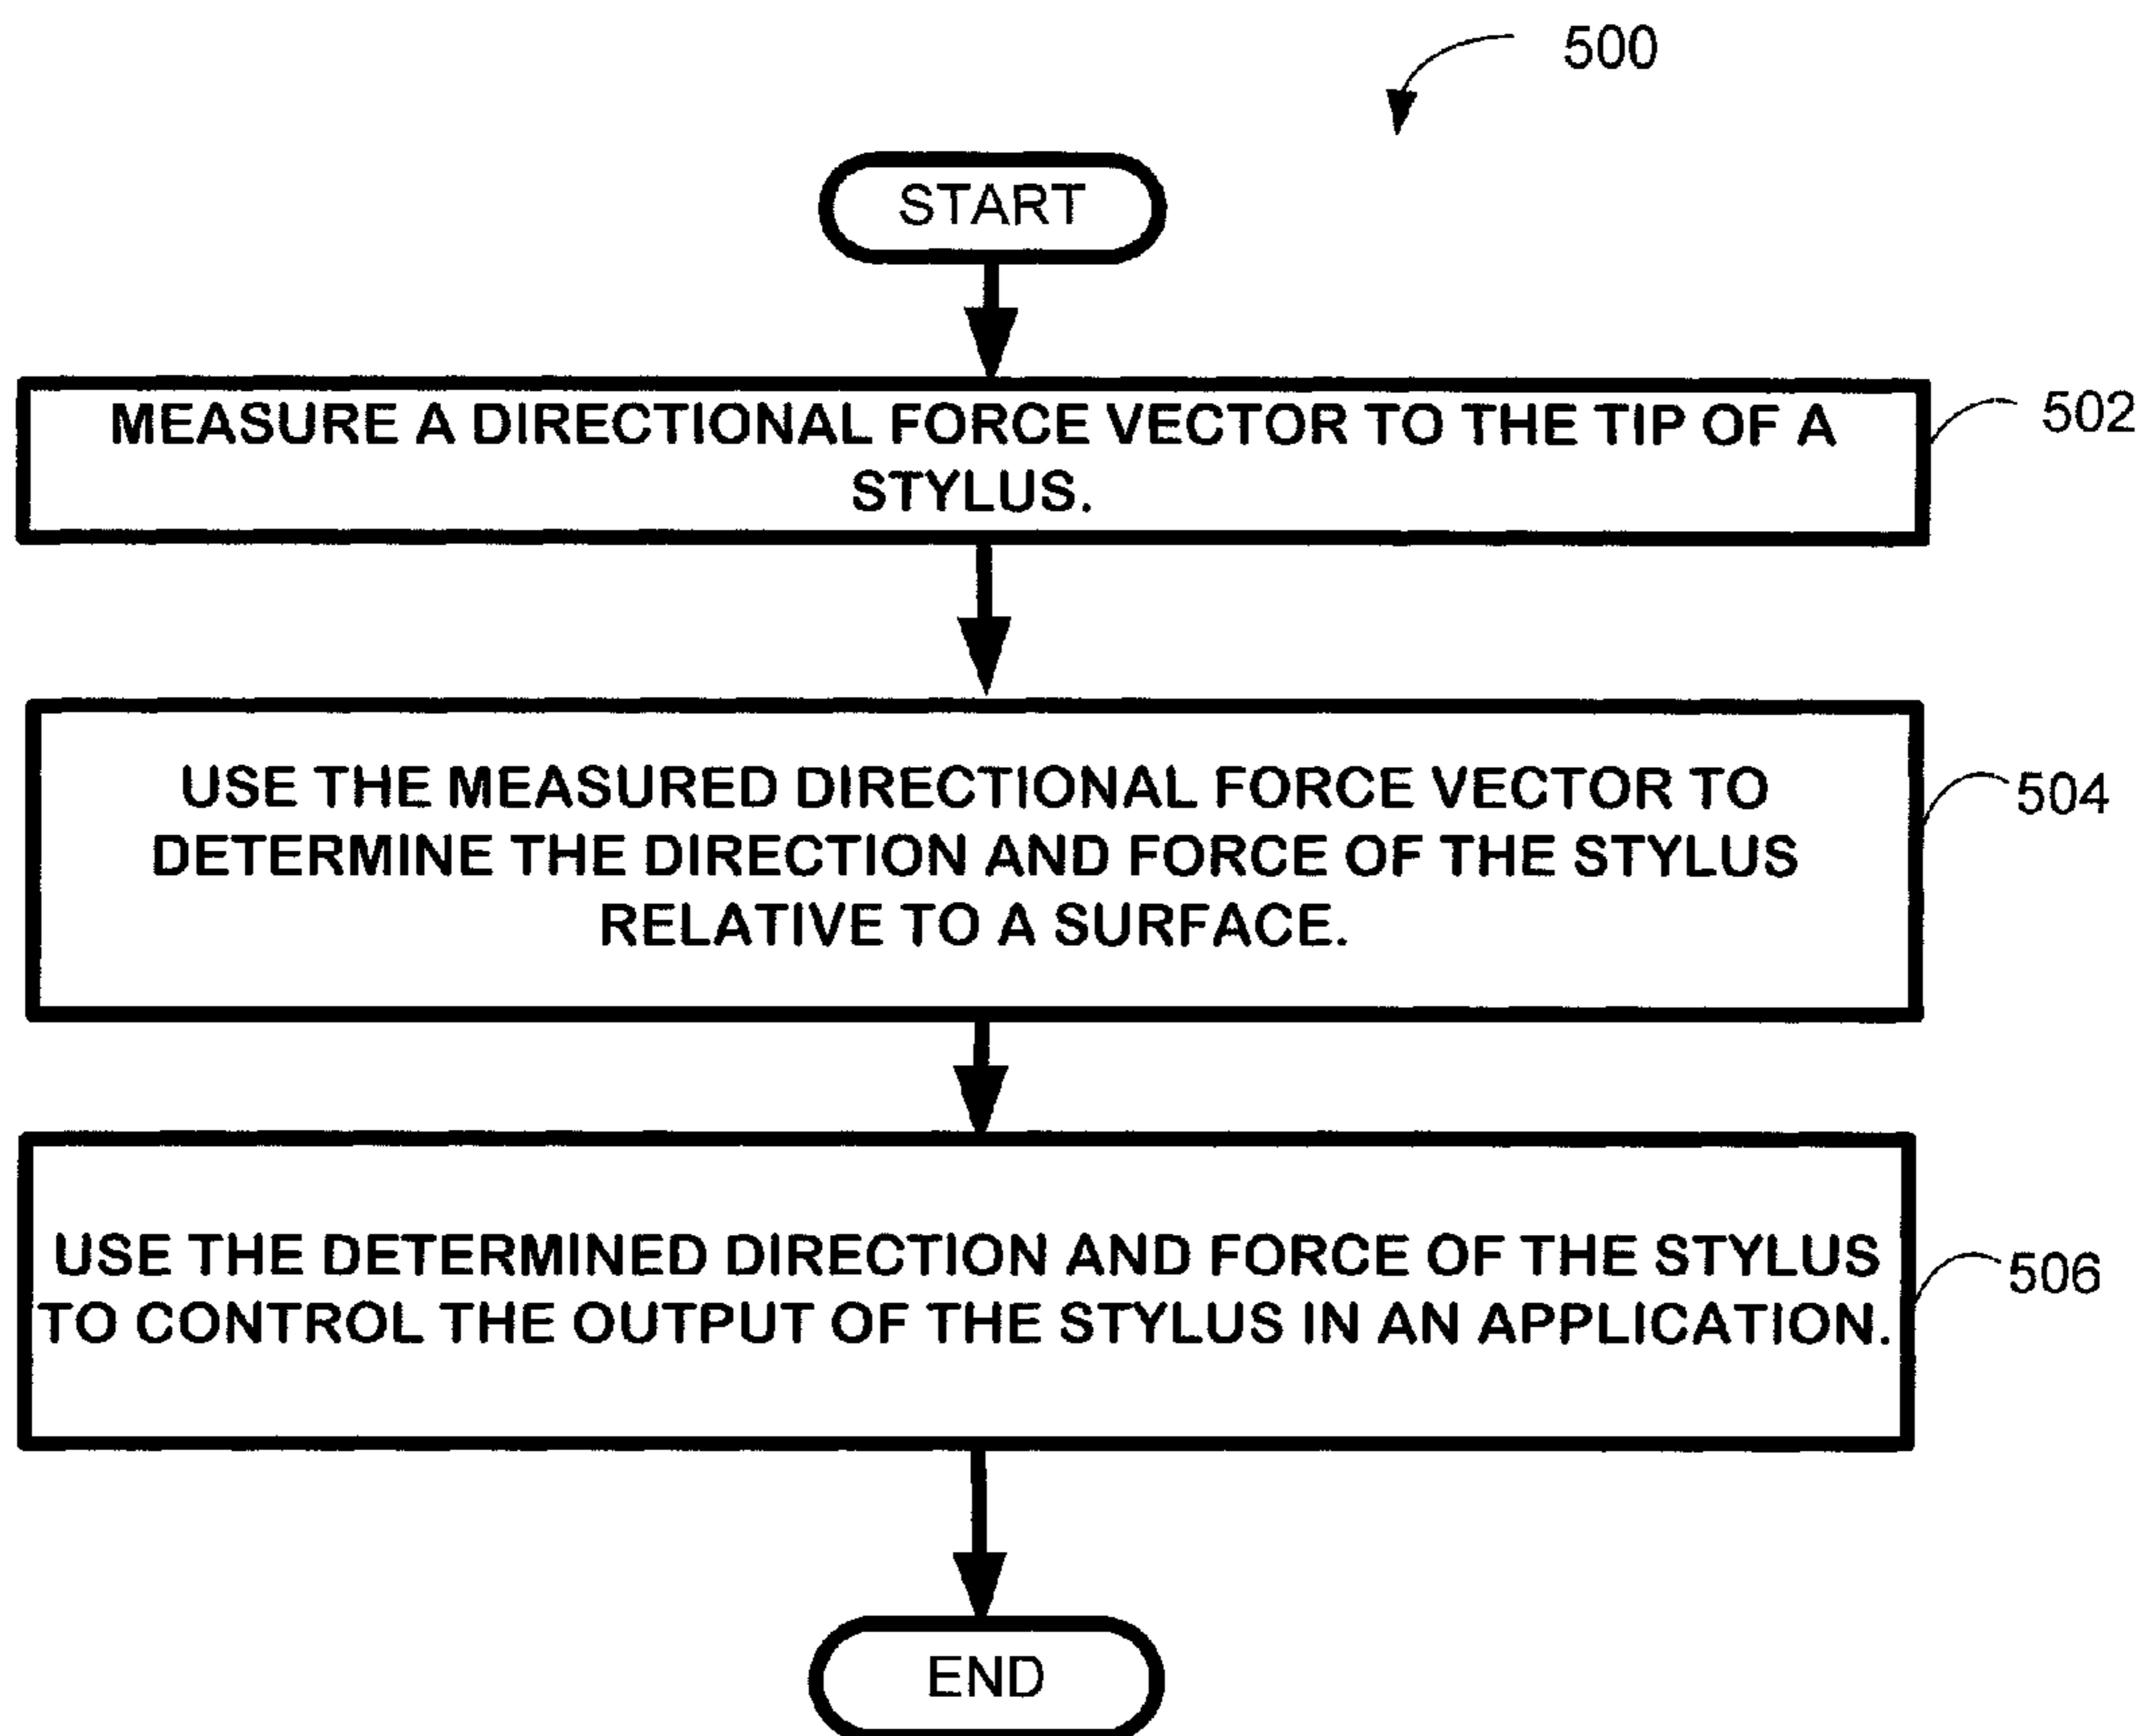 500
START
MEASURE A DIRECTIONAL FORCE VECTOR TO THE TIP OF A
STYLUS.
502
USE THE MEASURED DIRECTIONAL FORCE VECTOR TO
DETERMINE THE DIRECTION AND FORCE OF THE STYLUS
RELATIVE TO A SURFACE.
504
USE THE DETERMINED DIRECTION AND FORCE OF THE STYLUS
TO CONTROL THE OUTPUT OF THE STYLUS IN AN APPLICATION.
506
END